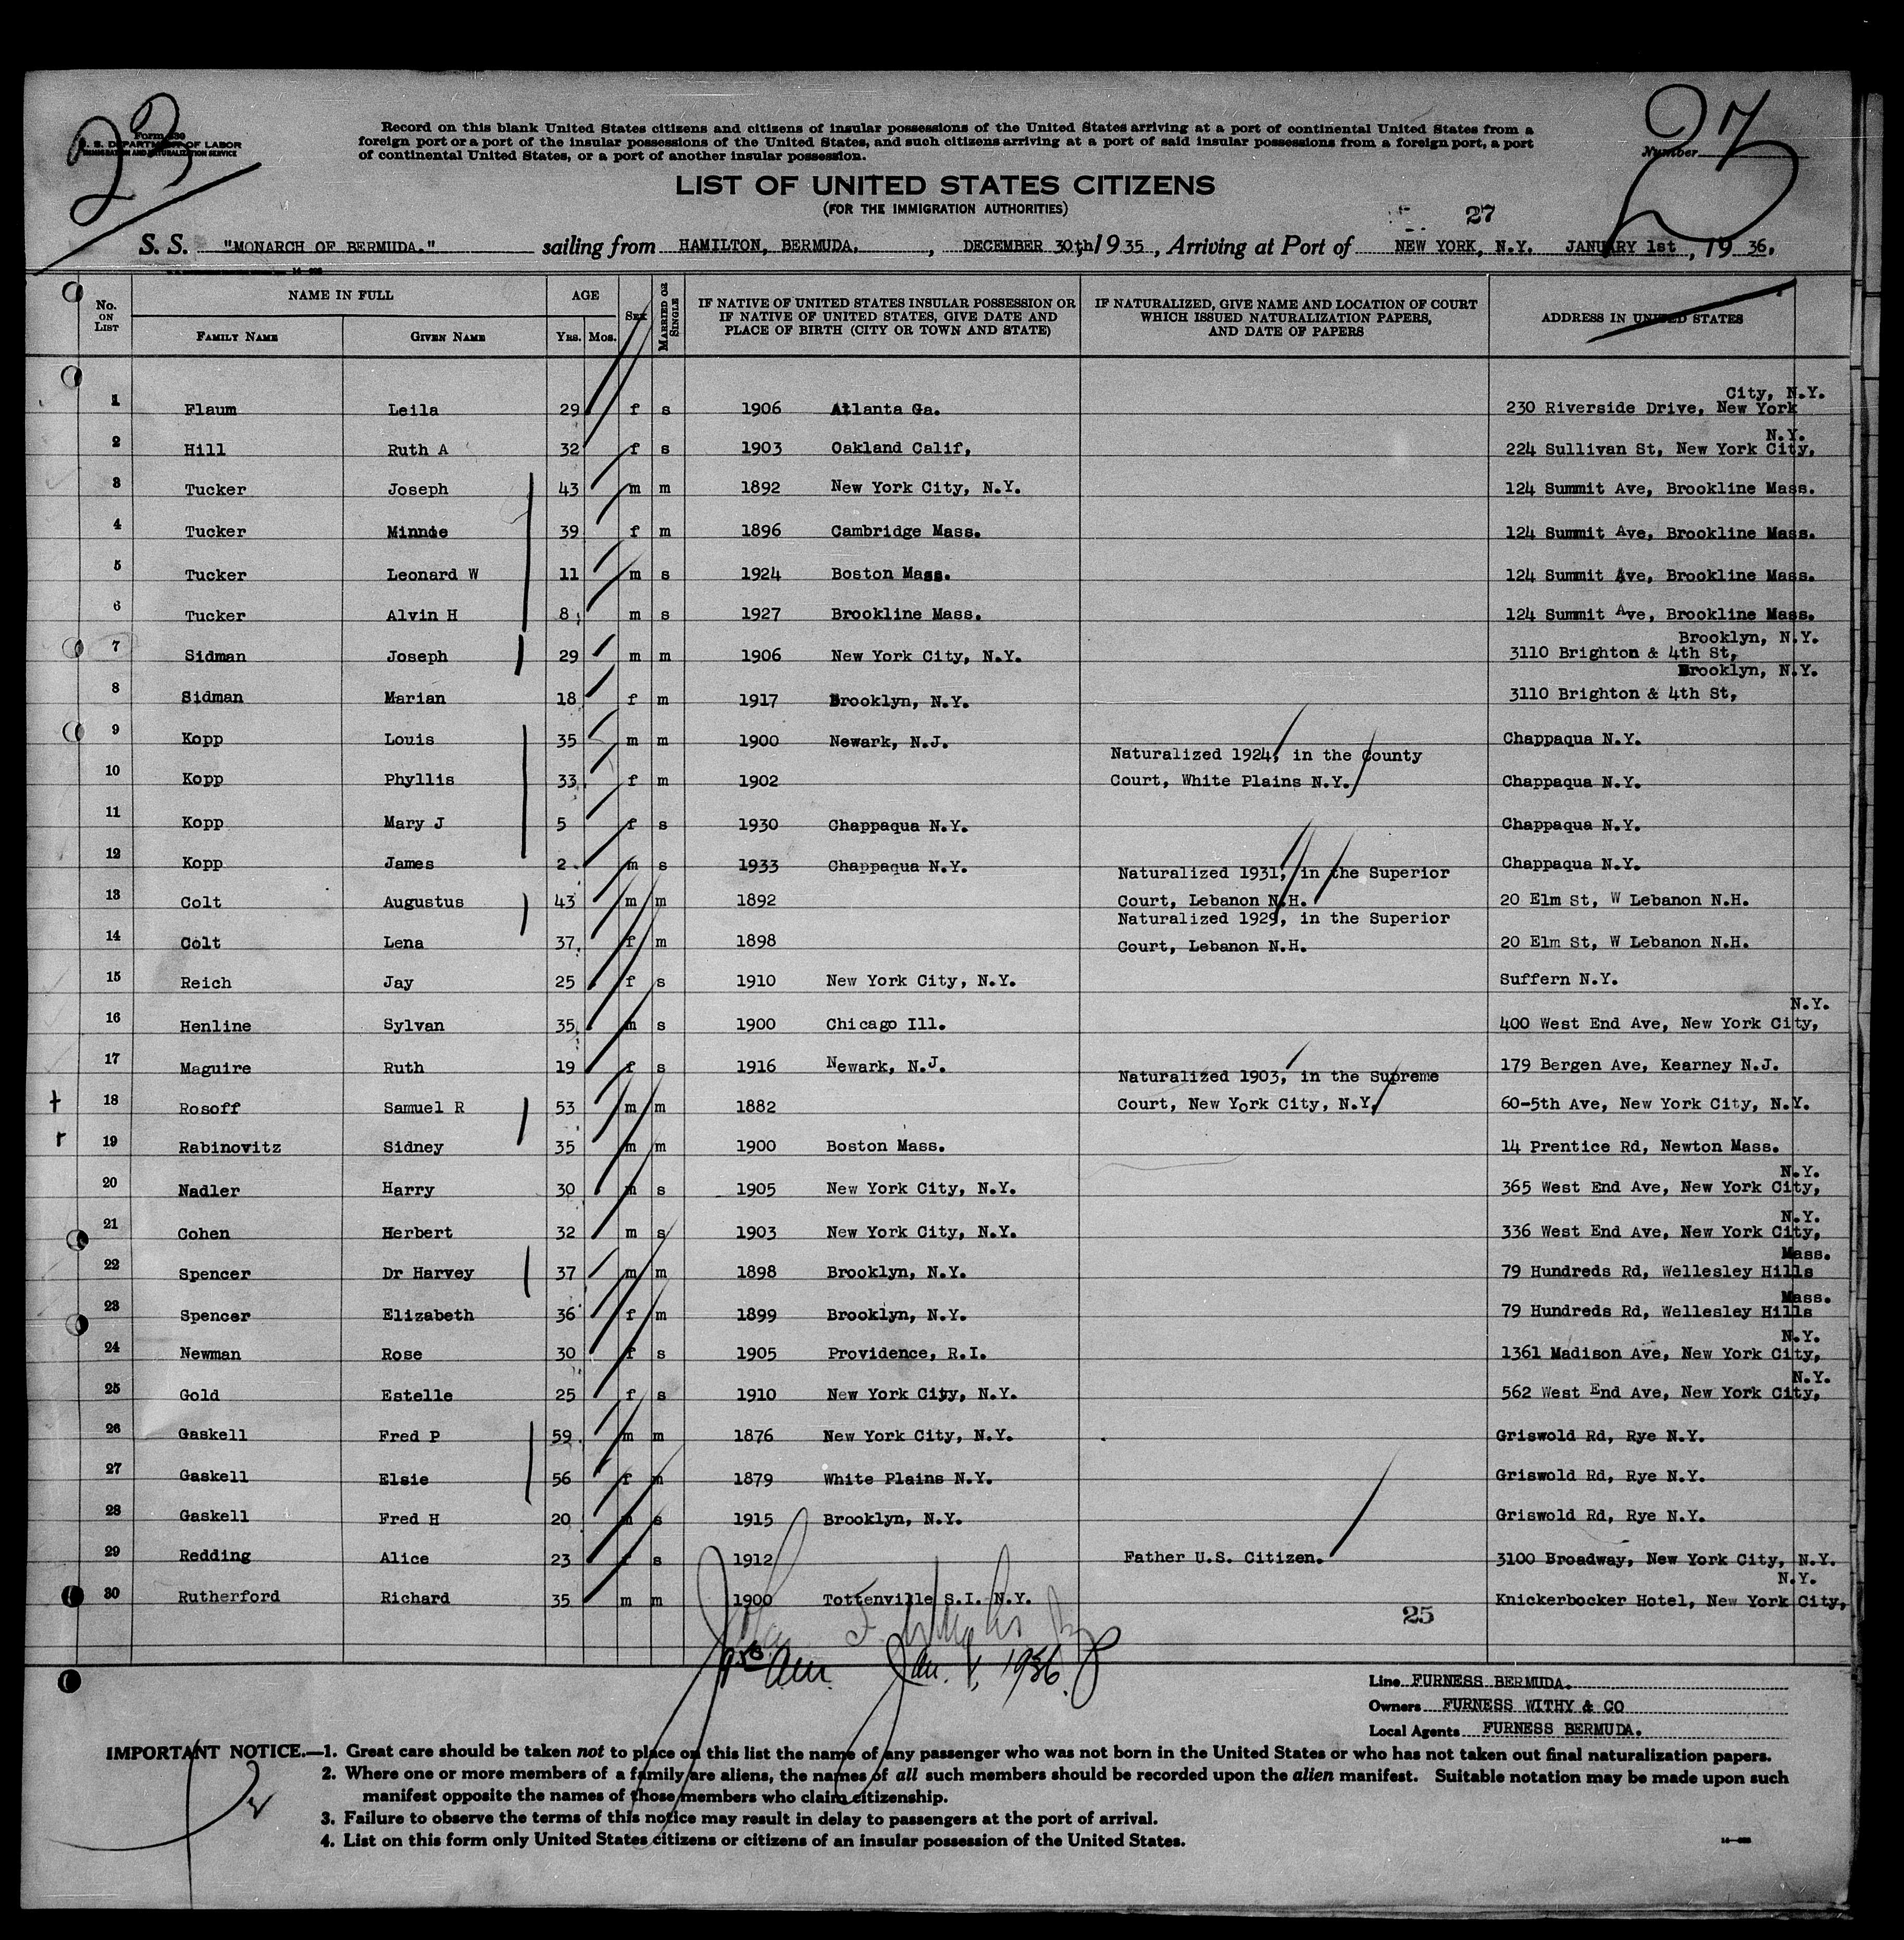 23
27
Form 630
U. S. DEPARTMENT OF LABOR
IMMIGRATION AND NATURALIZATION SERVICE
Number
Record on this blank United States citizens and citizens of insular possessions of the United States arriving at a port of continental United States from a
foreign port or a port of the insular possessions of the United States, and such citizens arriving at a port of said insular possessions from a foreign port, a port
of continental United States, or a port of another insular possession.
LIST OF UNITED STATES CITIZENS
(FOR THE IMMIGRATION AUTHORITIES)
27
S. S. "MONARCH OF BERMUDA." sailing from HAMILTON, BERMUDA. , DECEMBER 30th, 1935, Arriving at Port of NEW YORK, N.Y. JANUARY 1st, 1936.
No. ON LIST NAME IN FULL FAMILY NAME GIVEN NAME AGE YRS. MOS. SEX MARRIED OR SINGLE IF NATIVE OF UNITED STATES INSULAR POSSESSION OR IF NATIVE OF UNITED STATES, GIVE DATE AND PLACE OF BIRTH (CITY OR TOWN AND STATE) IF NATURALIZED, GIVE NAME AND LOCATION OF COURT WHICH ISSUED NATURALIZATION PAPERS, AND DATE OF PAPERS ADDRESS IN UNITED STATES
City, N.Y.
1 Flaum Leila 29 f s 1906 Atlanta Ga. 230 Riverside Drive, New York
N.Y.
2 Hill Ruth A 32 f s 1903 Oakland Calif, 224 Sullivan St, New York City,
3 Tucker Joseph 43 m m 1892 New York City, N.Y. 124 Summit Ave, Brookline Mass.
4 Tucker Minnie 39 f m 1896 Cambridge Mass. 124 Summit Ave, Brookline Mass.
5 Tucker Leonard W 11 m s 1924 Boston Mass. 124 Summit Ave, Brookline Mass.
6 Tucker Alvin H 8 m s 1927 Brookline Mass. 124 Summit Ave, Brookline Mass.
Brooklyn, N.Y.
7 Sidman Joseph 29 m m 1906 New York City, N.Y. 3110 Brighton & 4th St,
Brooklyn, N.Y.
8 Sidman Marian 18 f m 1917 Brooklyn, N.Y. 3110 Brighton & 4th St,
9 Kopp Louis 35 m m 1900 Newark, N.J. Chappaqua N.Y.
Naturalized 1924, in the County
10 Kopp Phyllis 33 f m 1902 Court, White Plains N.Y. Chappaqua N.Y.
11 Kopp Mary J 5 f s 1930 Chappaqua N.Y. Chappaqua N.Y.
12 Kopp James 2 m s 1933 Chappaqua N.Y. Chappaqua N.Y.
Naturalized 1931, in the Superior
13 Colt Augustus 43 m m 1892 Court, Lebanon N.H. 20 Elm St, W Lebanon N.H.
Naturalized 1929, in the Superior
14 Colt Lena 37 f m 1898 Court, Lebanon N.H. 20 Elm St, W Lebanon N.H.
15 Reich Jay 25 f s 1910 New York City, N.Y. Suffern N.Y.
N.Y.
16 Henline Sylvan 35 m s 1900 Chicago Ill. 400 West End Ave, New York City,
17 Maguire Ruth 19 f s 1916 Newark, N.J. 179 Bergen Ave, Kearney N.J.
Naturalized 1903, in the Supreme
18 Rosoff Samuel R 53 m m 1882 Court, New York City, N.Y, 60-5th Ave, New York City, N.Y.
19 Rabinovitz Sidney 35 m m 1900 Boston Mass. 14 Prentice Rd, Newton Mass.
N.Y.
20 Nadler Harry 30 m s 1905 New York City, N.Y. 365 West End Ave, New York City,
N.Y.
21 Cohen Herbert 32 m s 1903 New York City, N.Y. 336 West End Ave, New York City,
Mass.
22 Spencer Dr Harvey 37 m m 1898 Brooklyn, N.Y. 79 Hundreds Rd, Wellesley Hills
Mass.
23 Spencer Elizabeth 36 f m 1899 Brooklyn, N.Y. 79 Hundreds Rd, Wellesley Hills
N.Y.
24 Newman Rose 30 f s 1905 Providence, R.I. 1361 Madison Ave, New York City,
N.Y.
25 Gold Estelle 25 f s 1910 New York City, N.Y. 562 West End Ave, New York City,
26 Gaskell Fred P 59 m m 1876 New York City, N.Y. Griswold Rd, Rye N.Y.
27 Gaskell Elsie 56 f m 1879 White Plains N.Y. Griswold Rd, Rye N.Y.
28 Gaskell Fred H 20 m s 1915 Brooklyn, N.Y. Griswold Rd, Rye N.Y.
29 Redding Alice 23 f s 1912 Father U.S. Citizen. 3100 Broadway, New York City, N.Y.
N.Y.
30 Rutherford Richard 35 m m 1900 Tottenville S.I. N.Y. Knickerbocker Hotel, New York City,
25
Jan. 1, 1936.
Line FURNESS BERMUDA.
Owners FURNESS WITHY & CO
Local Agents FURNESS BERMUDA.
IMPORTANT NOTICE.—1. Great care should be taken not to place on this list the name of any passenger who was not born in the United States or who has not taken out final naturalization papers.
2. Where one or more members of a family are aliens, the names of all such members should be recorded upon the alien manifest. Suitable notation may be made upon such
manifest opposite the names of those members who claim citizenship.
3. Failure to observe the terms of this notice may result in delay to passengers at the port of arrival.
4. List on this form only United States citizens or citizens of an insular possession of the United States.